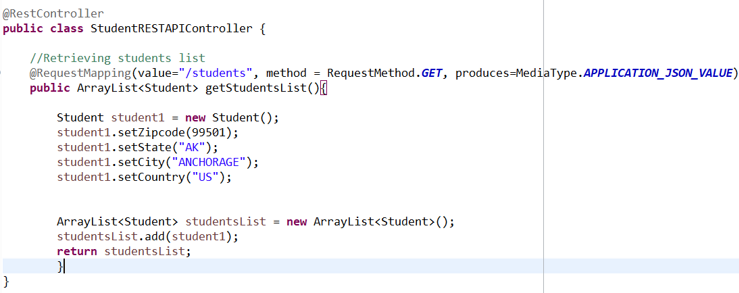 @RestController
public class StudentRESTAPIController {
//Retrieving students list
@RequestMapping(value="/students", method = RequestMethod.GET, produces=MediaType.APPLICATION_JSON_VALUE)
public ArrayList<Student> getStudentsList(){
Student student1 = new Student();
student1.setZipcode(99501);
student1.setState("AK");
student1.setCity("ANCHORAGE");
student1.setCountry("US");
ArrayList<Student> studentsList = new ArrayList<Student>();
studentsList.add(student1);
return studentsList;
}
}